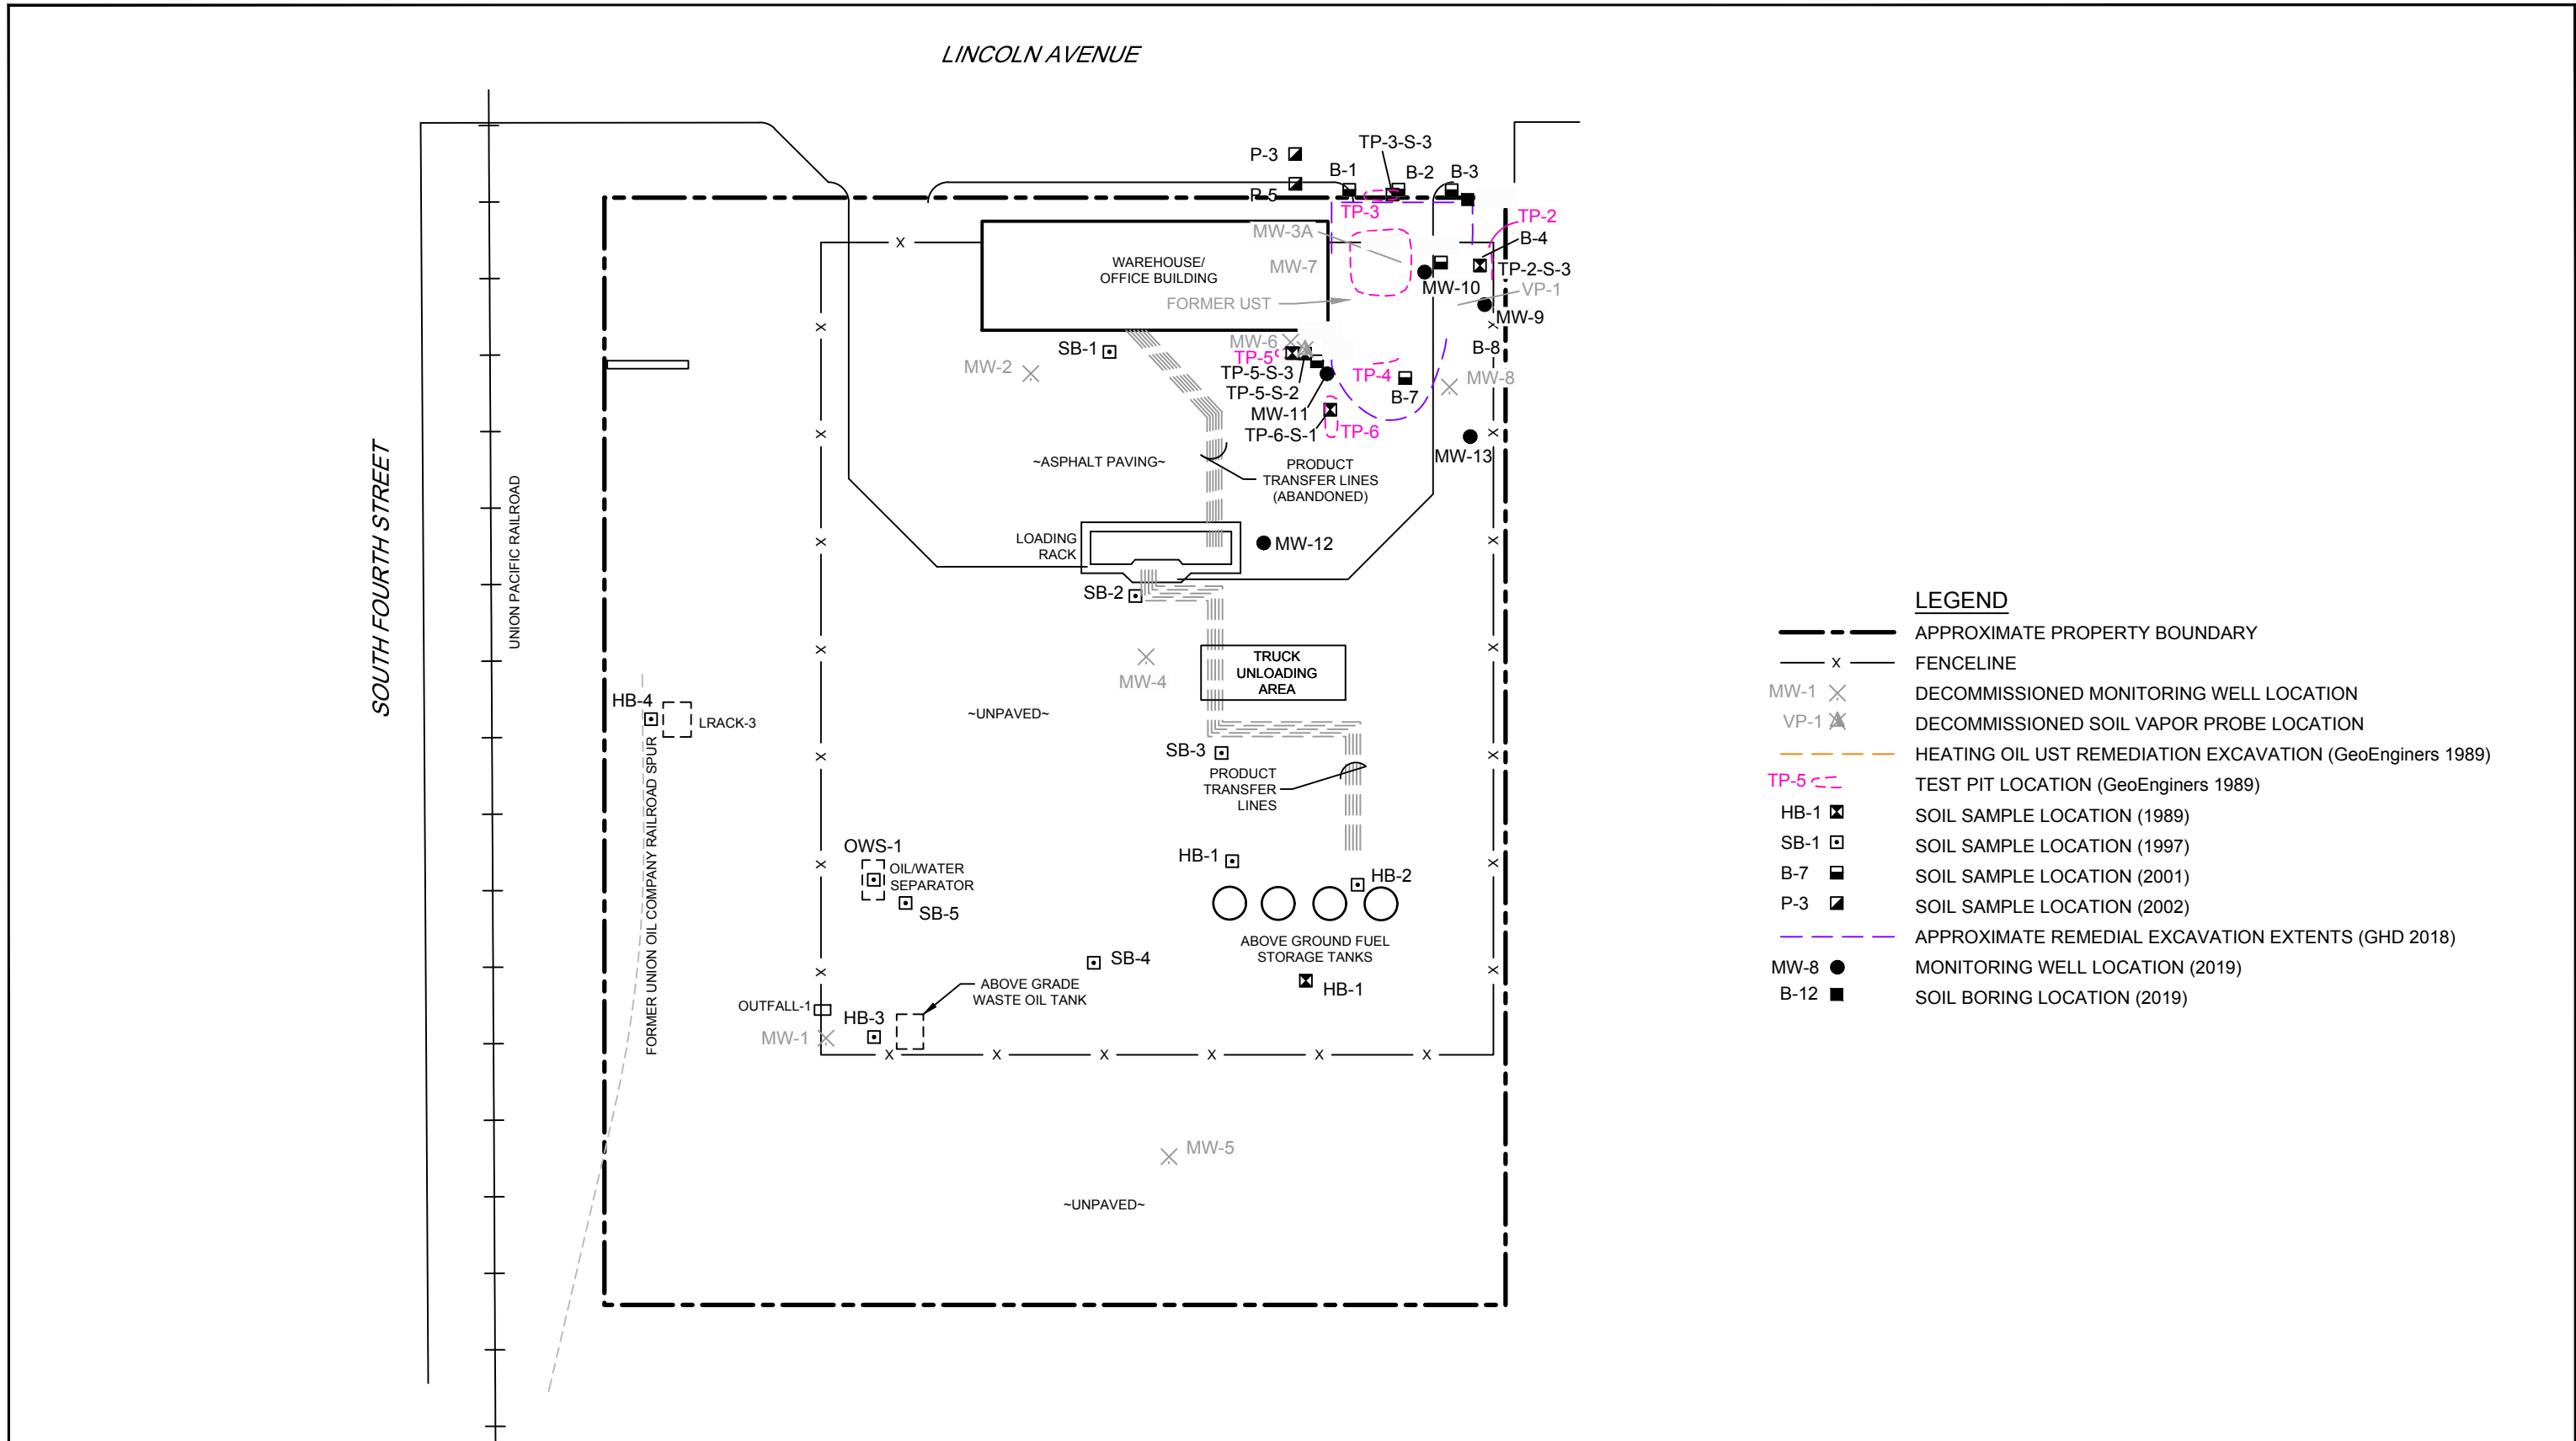 LINCOLN AVENUE
SOUTH FOURTH STREET
UNION PACIFIC RAILROAD
FORMER UNION OIL COMPANY RAILROAD SPUR
P-3
P-5
TP-3-S-3
B-1
B-2
B-3
TP-3
TP-2
B-4
TP-2-S-3
MW-3A
MW-7
MW-10
VP-1
FORMER UST
MW-9
WAREHOUSE/
OFFICE BUILDING
X
SB-1
MW-2
MW-6
TP-5
TP-5-S-3
TP-5-S-2
MW-11
TP-6-S-1
TP-4
B-7
TP-6
B-8
MW-8
MW-13
~ASPHALT PAVING~
PRODUCT
TRANSFER LINES
(ABANDONED)
LOADING
RACK
MW-12
SB-2
MW-4
TRUCK
UNLOADING
AREA
~UNPAVED~
HB-4
LRACK-3
SB-3
PRODUCT
TRANSFER
LINES
OWS-1
OIL/WATER
SEPARATOR
SB-5
HB-1
HB-2
ABOVE GROUND FUEL
STORAGE TANKS
HB-1
SB-4
ABOVE GRADE
WASTE OIL TANK
OUTFALL-1
HB-3
MW-1
X X X X X X
MW-5
~UNPAVED~
LEGEND
APPROXIMATE PROPERTY BOUNDARY
X FENCELINE
MW-1 DECOMMISSIONED MONITORING WELL LOCATION
VP-1 DECOMMISSIONED SOIL VAPOR PROBE LOCATION
HEATING OIL UST REMEDIATION EXCAVATION (GeoEnginers 1989)
TP-5 TEST PIT LOCATION (GeoEnginers 1989)
HB-1 SOIL SAMPLE LOCATION (1989)
SB-1 SOIL SAMPLE LOCATION (1997)
B-7 SOIL SAMPLE LOCATION (2001)
P-3 SOIL SAMPLE LOCATION (2002)
APPROXIMATE REMEDIAL EXCAVATION EXTENTS (GHD 2018)
MW-8 MONITORING WELL LOCATION (2019)
B-12 SOIL BORING LOCATION (2019)